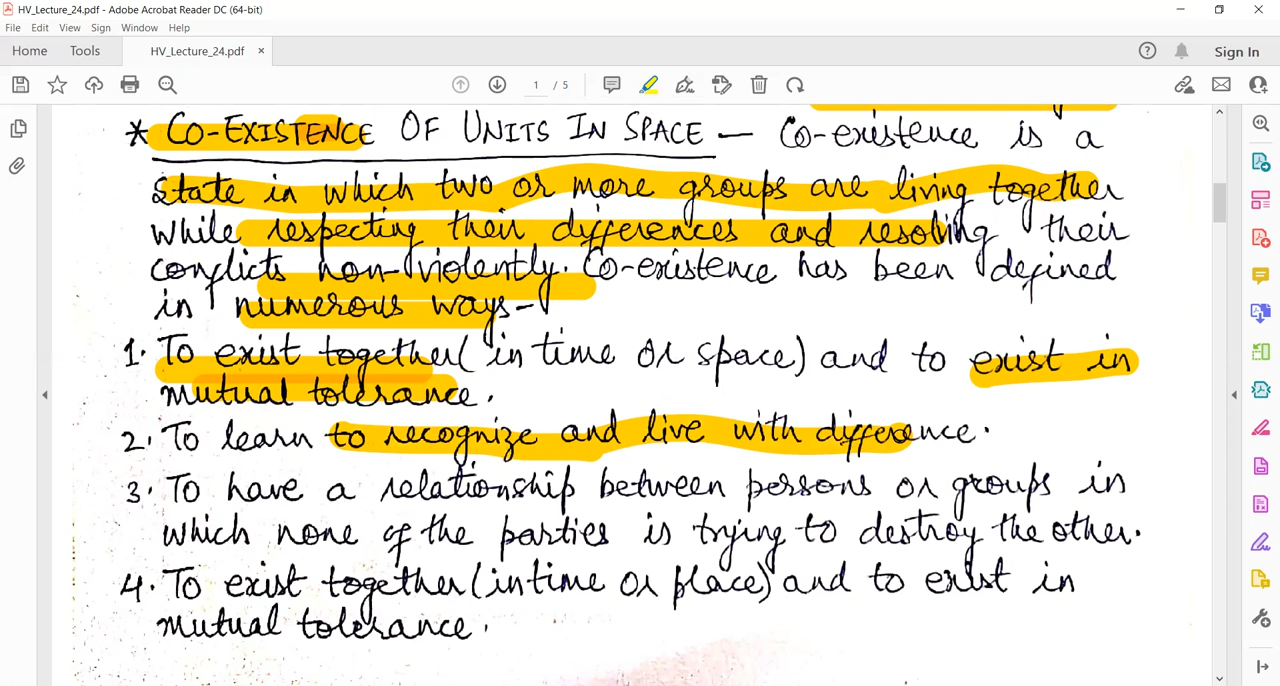 HV_Lecture_24.pdf - Adobe Acrobat Reader DC (64-bit)
File Edit View Sign Window Help
Home Tools HV_Lecture_24.pdf × Sign In
1 / 5
* CO-EXISTENCE OF UNITS IN SPACE — Co-existence is a
state in which two or more groups are living together
while respecting their differences and resolving their
conflicts non-violently. Co-existence has been defined
in numerous ways-
1. To exist together (in time or space) and to exist in
mutual tolerance.
2. To learn to recognize and live with difference.
3. To have a relationship between persons or groups in
which none of the parties is trying to destroy the other.
4. To exist together (in time or place) and to exist in
mutual tolerance.